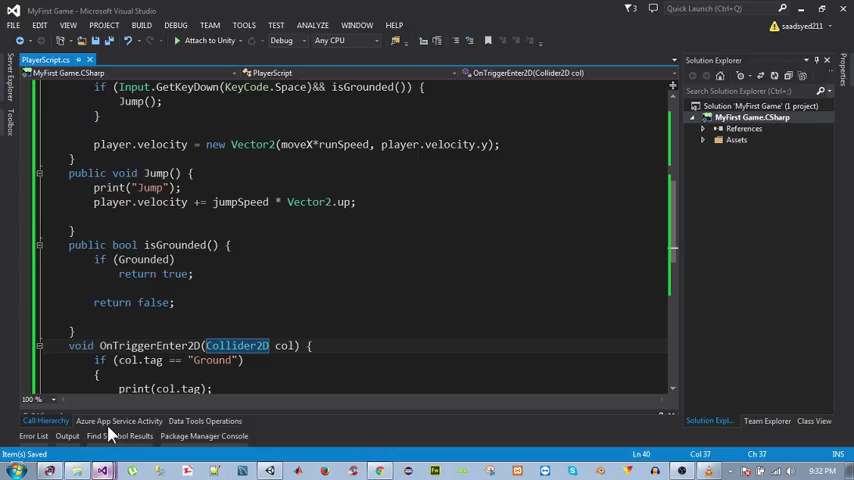 MyFirst Game - Microsoft Visual Studio
3
Quick Launch (Ctrl+Q)
FILE EDIT VIEW PROJECT BUILD DEBUG TEAM TOOLS TEST ANALYZE WINDOW HELP
saadsyed211
Attach to Unity Debug Any CPU
Server Explorer
Toolbox
PlayerScript.cs
MyFirst Game.CSharp PlayerScript OnTriggerEnter2D(Collider2D col)
if (Input.GetKeyDown(KeyCode.Space)&& isGrounded()) {
Jump();
}
player.velocity = new Vector2(moveX*runSpeed, player.velocity.y);
}
public void Jump() {
print("Jump");
player.velocity += jumpSpeed * Vector2.up;
}
public bool isGrounded() {
if (Grounded)
return true;
return false;
}
void OnTriggerEnter2D(Collider2D col) {
if (col.tag == "Ground")
{
print(col.tag);
100 %
Solution Explorer
Search Solution Explorer (Ctrl+;)
Solution 'MyFirst Game' (1 project)
MyFirst Game.CSharp
References
Assets
Properties
Call Hierarchy Azure App Service Activity Data Tools Operations
Solution Expl... Team Explorer Class View
Error List Output Find Symbol Results Package Manager Console
Item(s) Saved Ln 40 Col 37 Ch 37
9:32 PM